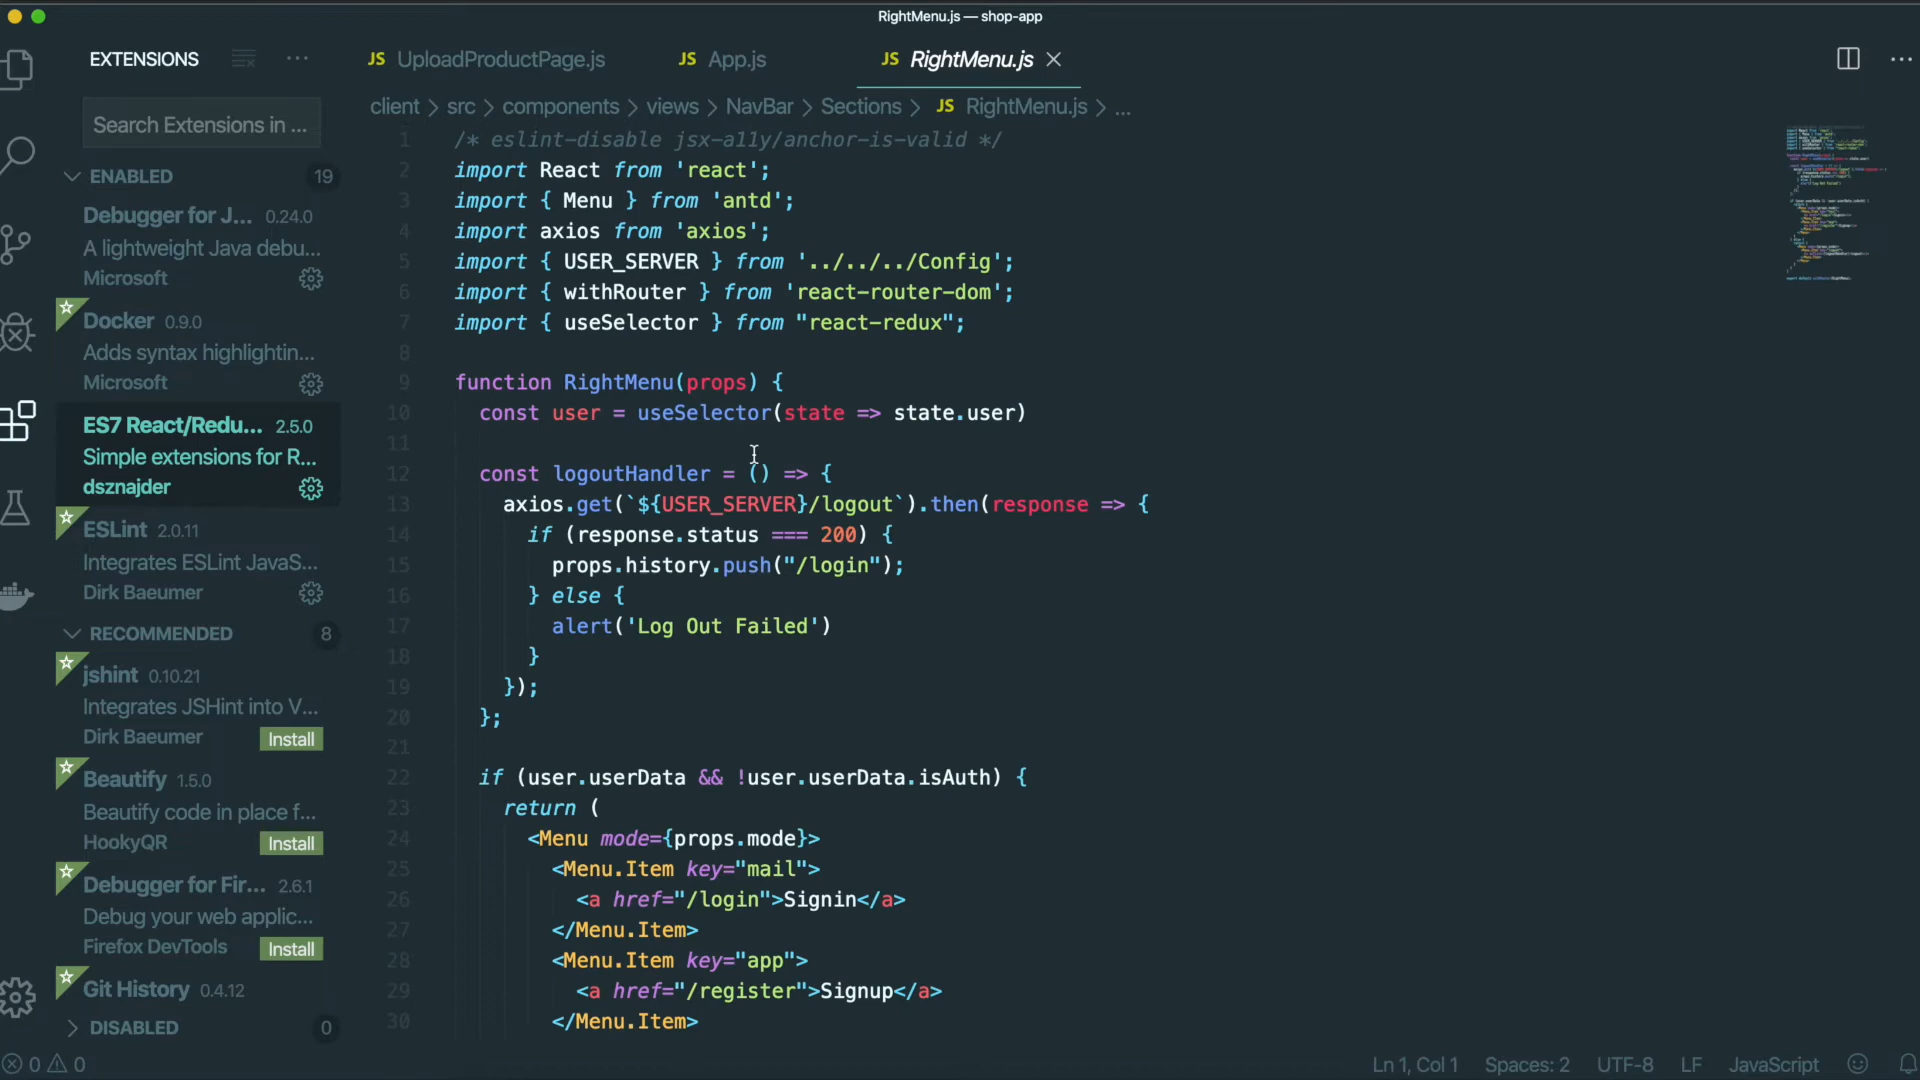 RightMenu.js — shop-app
EXTENSIONS
Search Extensions in ...
ENABLED 19
Debugger for J... 0.24.0
A lightweight Java debu...
Microsoft
Docker 0.9.0
Adds syntax highlightin...
Microsoft
ES7 React/Redu... 2.5.0
Simple extensions for R...
dsznajder
ESLint 2.0.11
Integrates ESLint JavaS...
Dirk Baeumer
RECOMMENDED 8
jshint 0.10.21
Integrates JSHint into V...
Dirk Baeumer Install
Beautify 1.5.0
Beautify code in place f...
HookyQR Install
Debugger for Fir... 2.6.1
Debug your web applic...
Firefox DevTools Install
Git History 0.4.12
DISABLED 0
JS UploadProductPage.js JS App.js JS RightMenu.js
client > src > components > views > NavBar > Sections > JS RightMenu.js > ...
1 /* eslint-disable jsx-a11y/anchor-is-valid */
2 import React from 'react';
3 import { Menu } from 'antd';
4 import axios from 'axios';
5 import { USER_SERVER } from '../../../Config';
6 import { withRouter } from 'react-router-dom';
7 import { useSelector } from "react-redux";
8
9 function RightMenu(props) {
10 const user = useSelector(state => state.user)
11
12 const logoutHandler = () => {
13 axios.get(`${USER_SERVER}/logout`).then(response => {
14 if (response.status === 200) {
15 props.history.push("/login");
16 } else {
17 alert('Log Out Failed')
18 }
19 });
20 };
21
22 if (user.userData && !user.userData.isAuth) {
23 return (
24 <Menu mode={props.mode}>
25 <Menu.Item key="mail">
26 <a href="/login">Signin</a>
27 </Menu.Item>
28 <Menu.Item key="app">
29 <a href="/register">Signup</a>
30 </Menu.Item>
0 0
Ln 1, Col 1 Spaces: 2 UTF-8 LF JavaScript